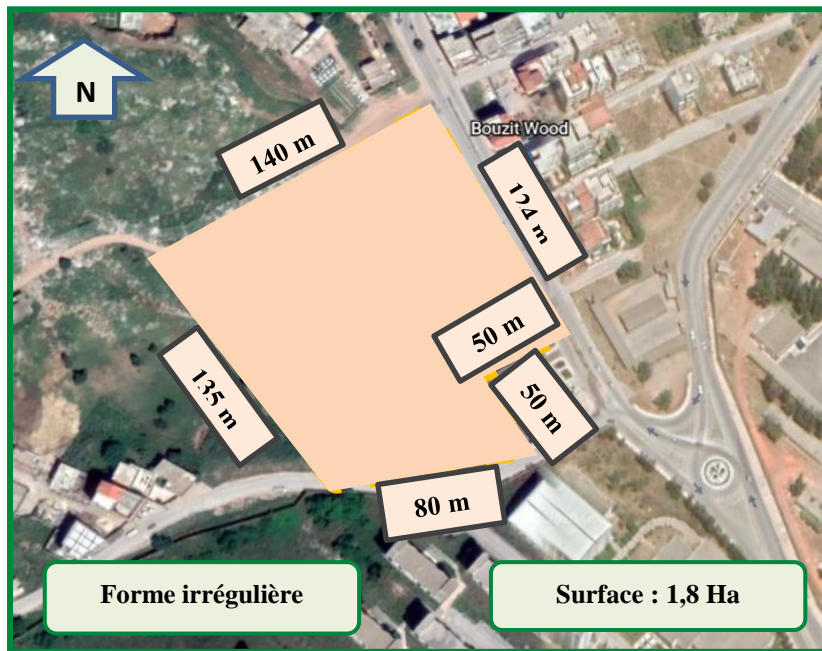 N
Bouzit Wood
140 m
124 m
50 m
135 m
50 m
80 m
Forme irrégulière
Surface : 1,8 Ha